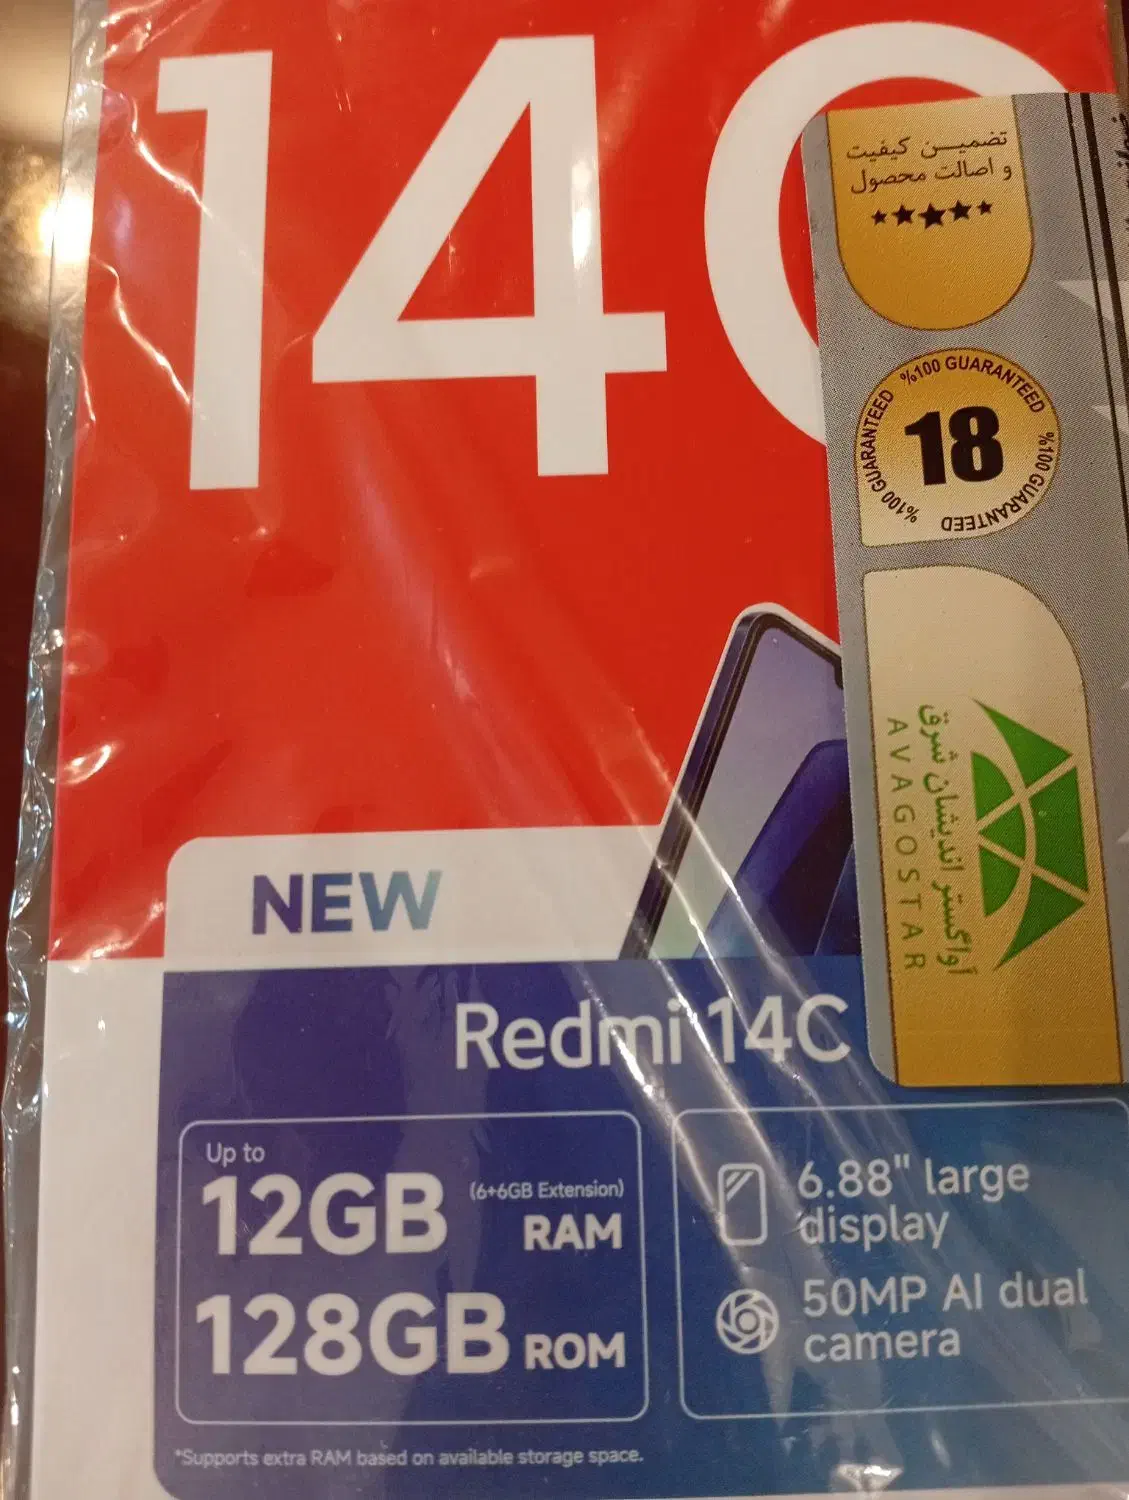 14C
تضمین کیفیت
و اصالت محصول
%100 GUARANTEED %100 GUARANTEED %100 GUARANTEED
18
آواگستر اندیشان شرق
AVAGOSTAR
NEW
Redmi 14C
Up to
12GB (6+6GB Extension) RAM
128GB ROM
6.88" large
display
50MP AI dual
camera
*Supports extra RAM based on available storage space.